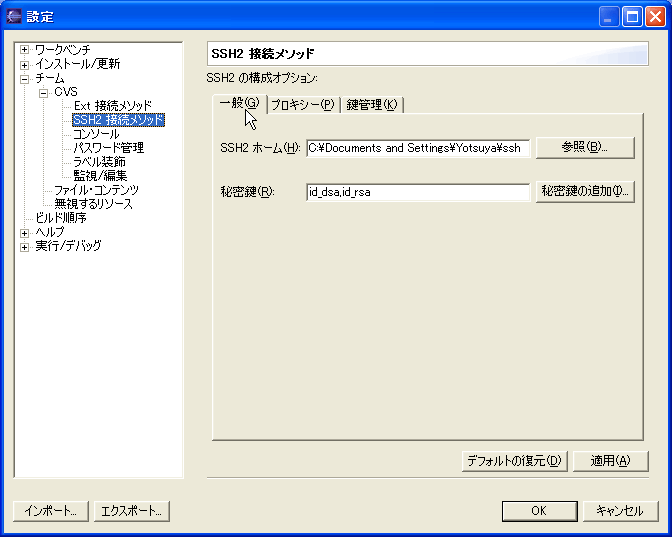 設定
ワークベンチ
インストール/更新
チーム
CVS
Ext 接続メソッド
SSH2 接続メソッド
コンソール
パスワード管理
ラベル装飾
監視/編集
ファイル・コンテンツ
無視するリソース
ビルド順序
ヘルプ
実行/デバッグ
SSH2 接続メソッド
SSH2 の構成オプション:
一般(G) プロキシー(P) 鍵管理(K)
SSH2 ホーム(H): C:¥Documents and Settings¥Yotsuya¥ssh 参照(B)...
秘密鍵(R): id_dsa,id_rsa 秘密鍵の追加(I)...
デフォルトの復元(D) 適用(A)
インポート... エクスポート... OK キャンセル